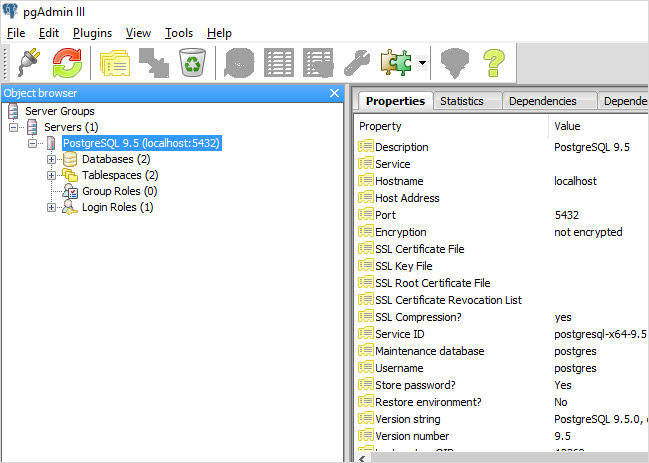 pgAdmin III
File Edit Plugins View Tools Help
Object browser
Server Groups
Servers (1)
PostgreSQL 9.5 (localhost:5432)
Databases (2)
Tablespaces (2)
Group Roles (0)
Login Roles (1)
Properties Statistics Dependencies Depende
Property Value
Description PostgreSQL 9.5
Service
Hostname localhost
Host Address
Port 5432
Encryption not encrypted
SSL Certificate File
SSL Key File
SSL Root Certificate File
SSL Certificate Revocation List
SSL Compression? yes
Service ID postgresql-x64-9.5
Maintenance database postgres
Username postgres
Store password? Yes
Restore environment? No
Version string PostgreSQL 9.5.0,
Version number 9.5